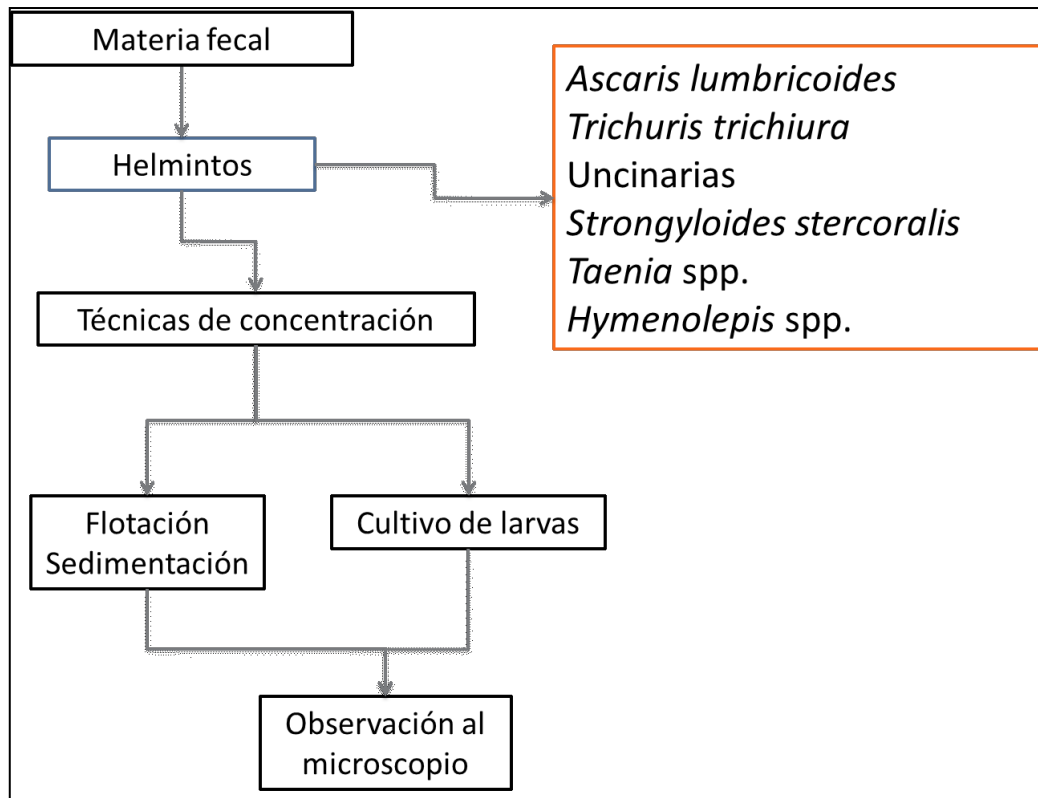 Materia fecal
Helmintos
Ascaris lumbricoides
Trichuris trichiura
Uncinarias
Strongyloides stercoralis
Taenia spp.
Hymenolepis spp.
Técnicas de concentración
Flotación
Sedimentación
Cultivo de larvas
Observación al
microscopio